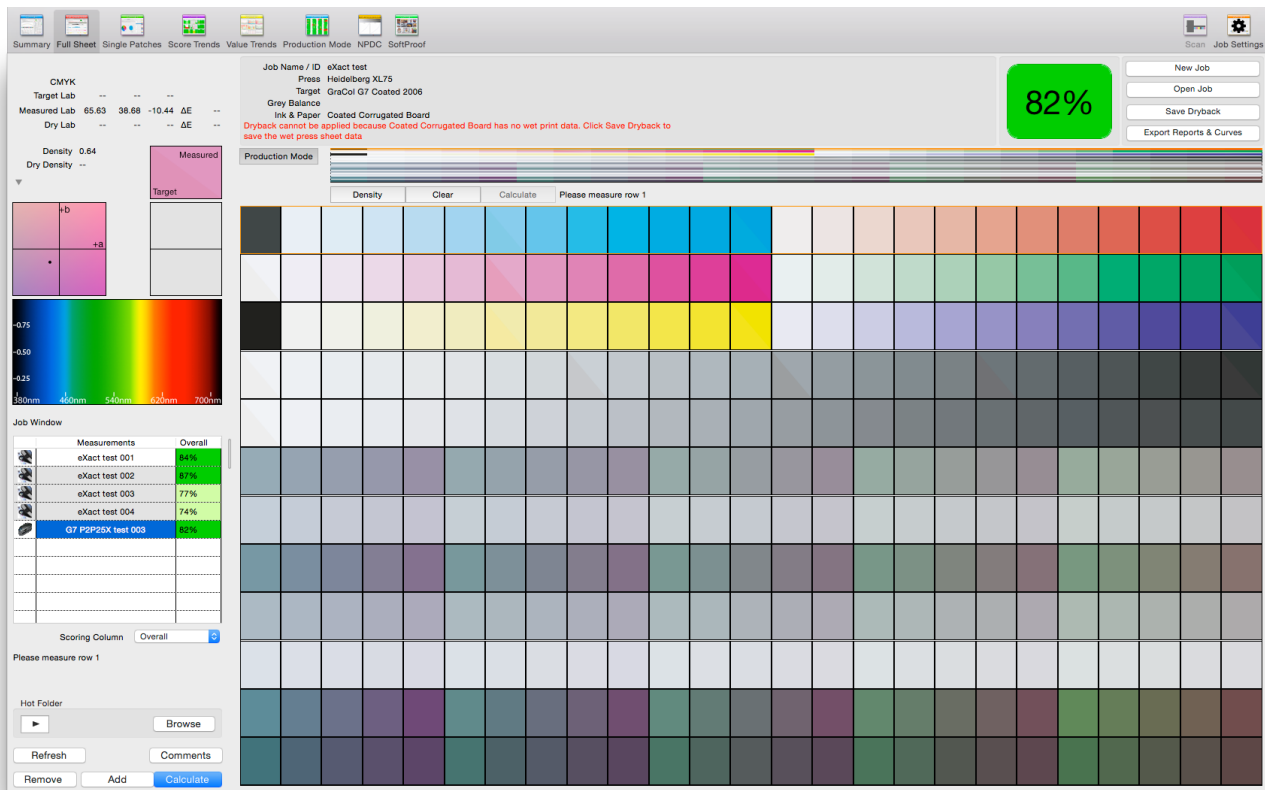 Summary Full Sheet Single Patches Score Trends Value Trends Production Mode NPDC SoftProof Scan Job Settings
CMYK
Target Lab -- -- --
Measured Lab 65.63 38.68 -10.44 ΔE --
Dry Lab -- -- -- ΔE --
Density 0.64
Dry Density --
Measured
Target
+b
+a
-0.75
-0.50
-0.25
380nm 460nm 540nm 620nm 700nm
Job Window
Measurements Overall
eXact test 001 84%
eXact test 002 87%
eXact test 003 77%
eXact test 004 74%
G7 P2P25X test 003 82%
Scoring Column Overall
Please measure row 1
Hot Folder
Browse
Refresh Comments
Remove Add Calculate
Job Name / ID eXact test
Press Heidelberg XL75
Target GraCol G7 Coated 2006
Grey Balance
Ink & Paper Coated Corrugated Board
Dryback cannot be applied because Coated Corrugated Board has no wet print data. Click Save Dryback to
save the wet press sheet data
82%
New Job
Open Job
Save Dryback
Export Reports & Curves
Production Mode
Density Clear Calculate Please measure row 1